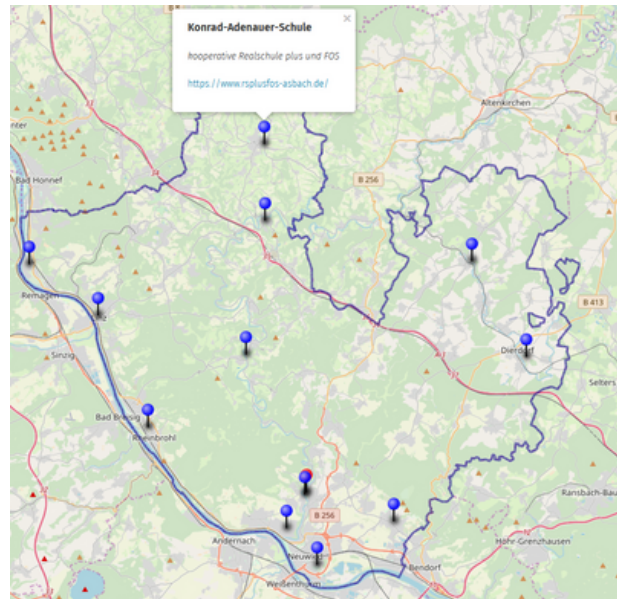 ×
Konrad-Adenauer-Schule
kooperative Realschule plus und FOS
https://www.rsplusfos-asbach.de/
Altenkirchen
Bad Honnef
B 256
Remagen
B 413
Sinzig
Dierdorf
Selters
Bad Breisig
Rheinbrohl
Ransbach-Bau
B 256
Andernach
Höhr-Grenzhausen
Neuwied
Bendorf
Weißenthurm